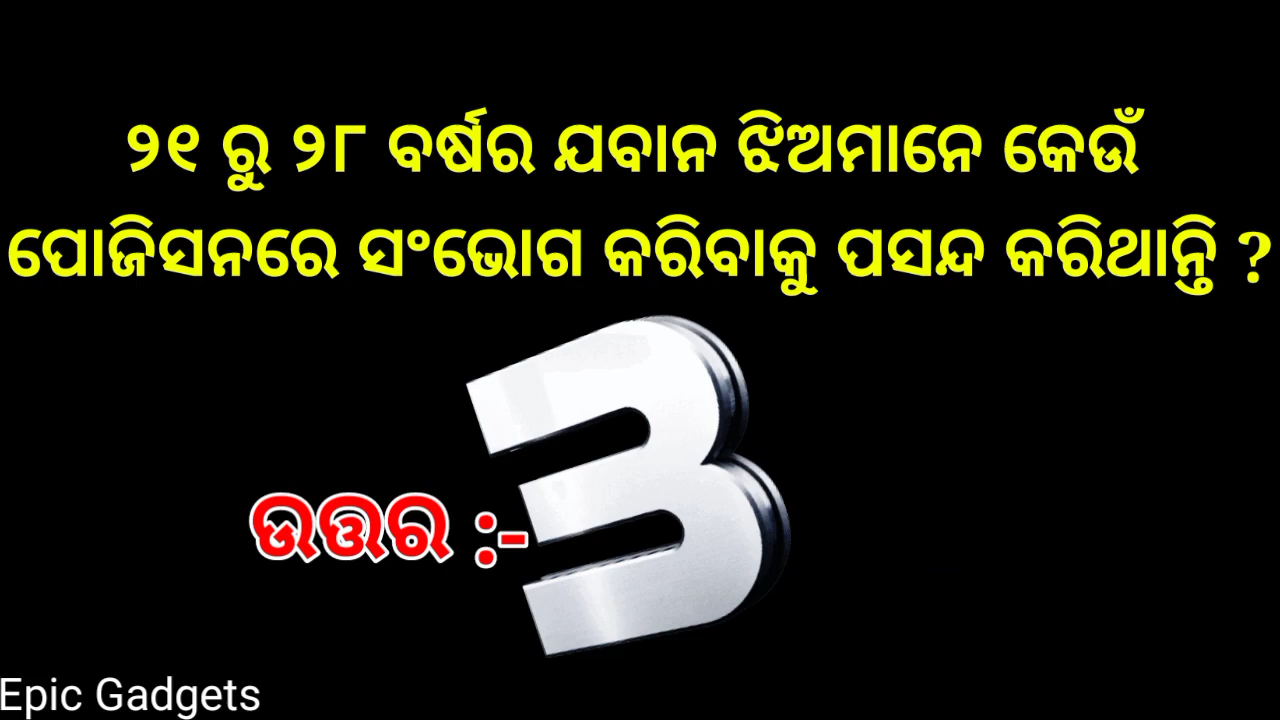 ୨୧ ରୁ ୨୮ ବର୍ଷର ଯବାନ ଝିଅମାନେ କେଉଁ
ପୋଜିସନରେ ସଂଭୋଗ କରିବାକୁ ପସନ୍ଦ କରିଥାନ୍ତି ?
3
ଉତ୍ତର :-
Epic Gadgets